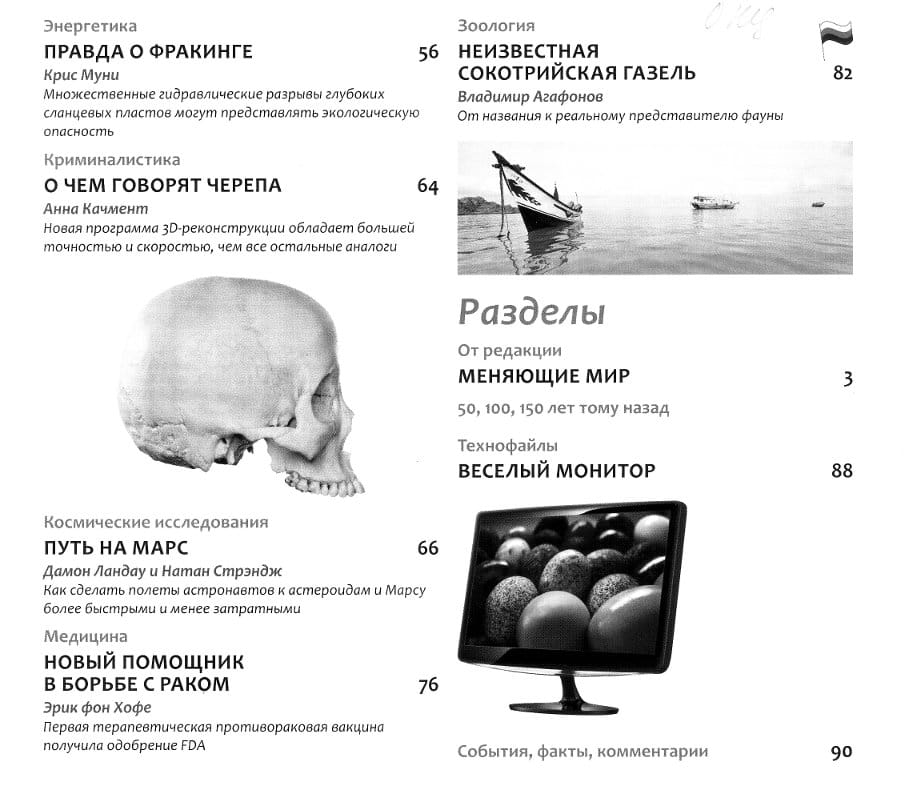 Энергетика
ПРАВДА О ФРАКИНГЕ 56
Крис Муни
Множественные гидравлические разрывы глубоких
сланцевых пластов могут представлять экологическую
опасность
Криминалистика
О ЧЕМ ГОВОРЯТ ЧЕРЕПА 64
Анна Качмент
Новая программа 3D-реконструкции обладает большей
точностью и скоростью, чем все остальные аналоги
Космические исследования
ПУТЬ НА МАРС 66
Дамон Ландау и Натан Стрэндж
Как сделать полеты астронавтов к астероидам и Марсу
более быстрыми и менее затратными
Медицина
НОВЫЙ ПОМОЩНИК
В БОРЬБЕ С РАКОМ 76
Эрик фон Хофе
Первая терапевтическая противораковая вакцина
получила одобрение FDA
Зоология
НЕИЗВЕСТНАЯ
СОКОТРИЙСКАЯ ГАЗЕЛЬ 82
Владимир Агафонов
От названия к реальному представителю фауны
Разделы
От редакции
МЕНЯЮЩИЕ МИР 3
50, 100, 150 лет тому назад
Технофайлы
ВЕСЕЛЫЙ МОНИТОР 88
События, факты, комментарии 90